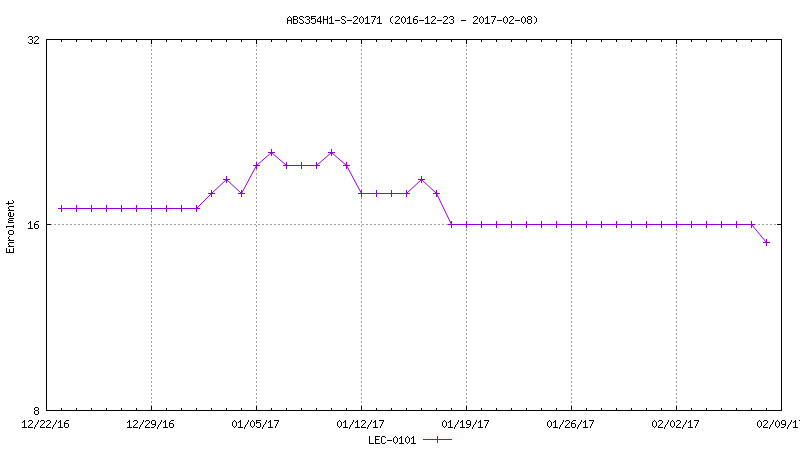 ABS354H1-S-20171 (2016-12-23 - 2017-02-08)
32
16
8
Enrolment
12/22/16 12/29/16 01/05/17 01/12/17 01/19/17 01/26/17 02/02/17 02/09/1
LEC-0101